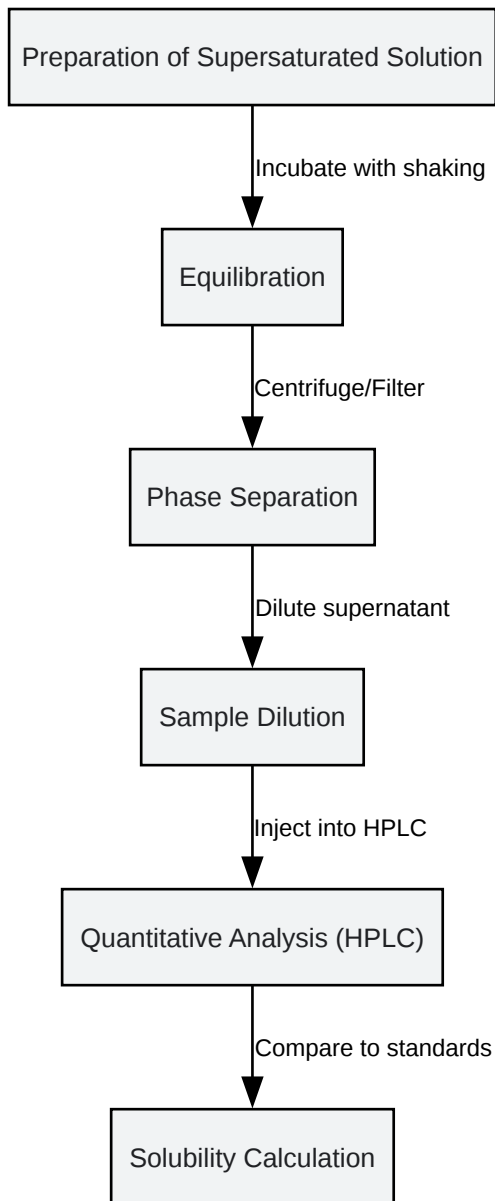 Preparation of Supersaturated Solution
Incubate with shaking
Equilibration
Centrifuge/Filter
Phase Separation
Dilute supernatant
Sample Dilution
Inject into HPLC
Quantitative Analysis (HPLC)
Compare to standards
Solubility Calculation